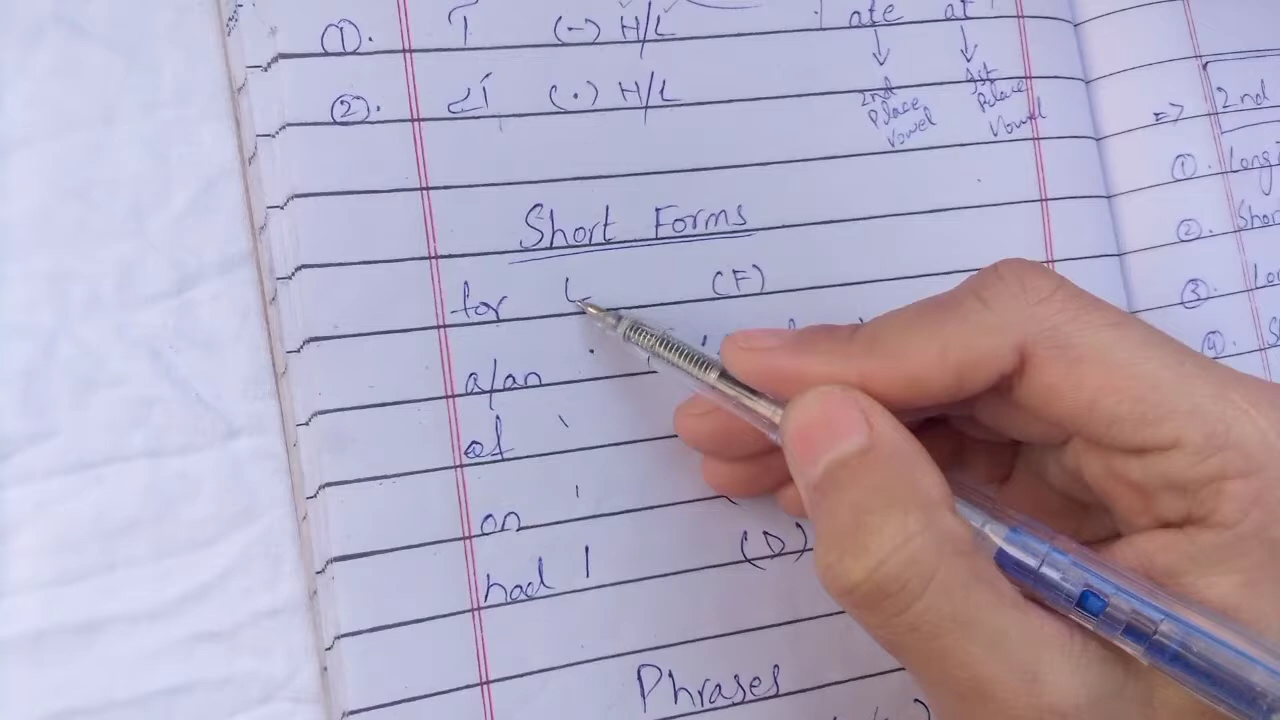 ①. T (-) H/L ate at
②. (.) H/L 2nd Place Vowel 1st Place Vowel
Short Forms
for (F)
a/an
of
on
had (D)
Phrases
=> 2nd
①. Long
②. Shor
③. Lo
④. S